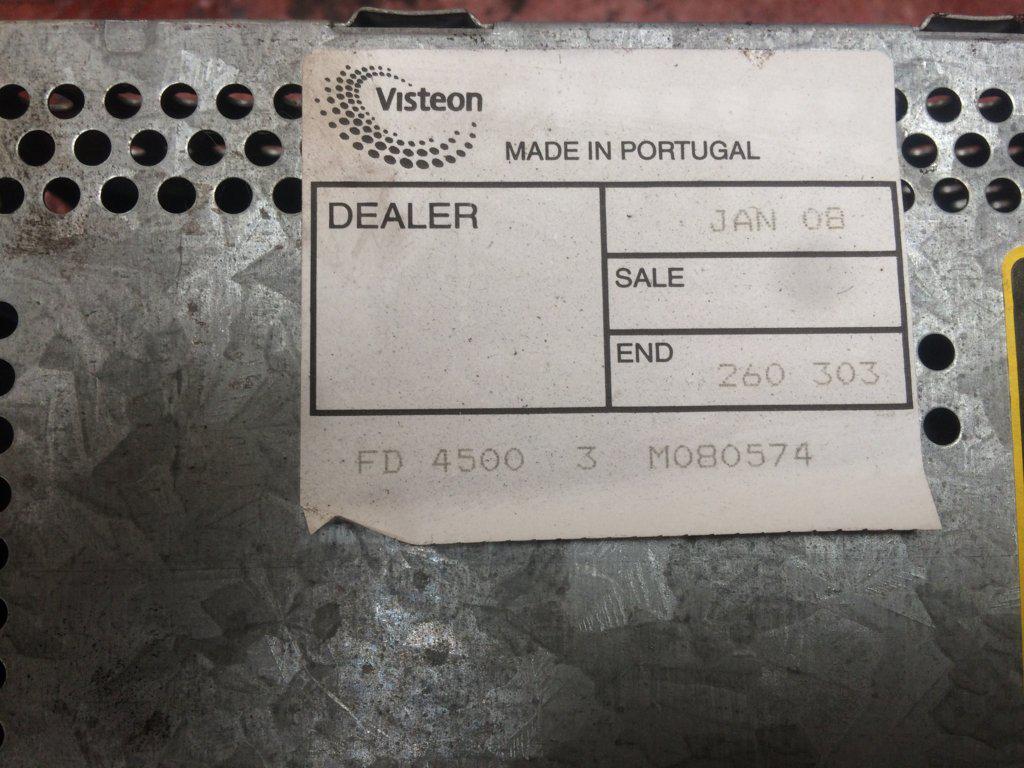 Visteon
MADE IN PORTUGAL
DEALER
JAN 08
SALE
END
260 303
FD 4500 3 M080574